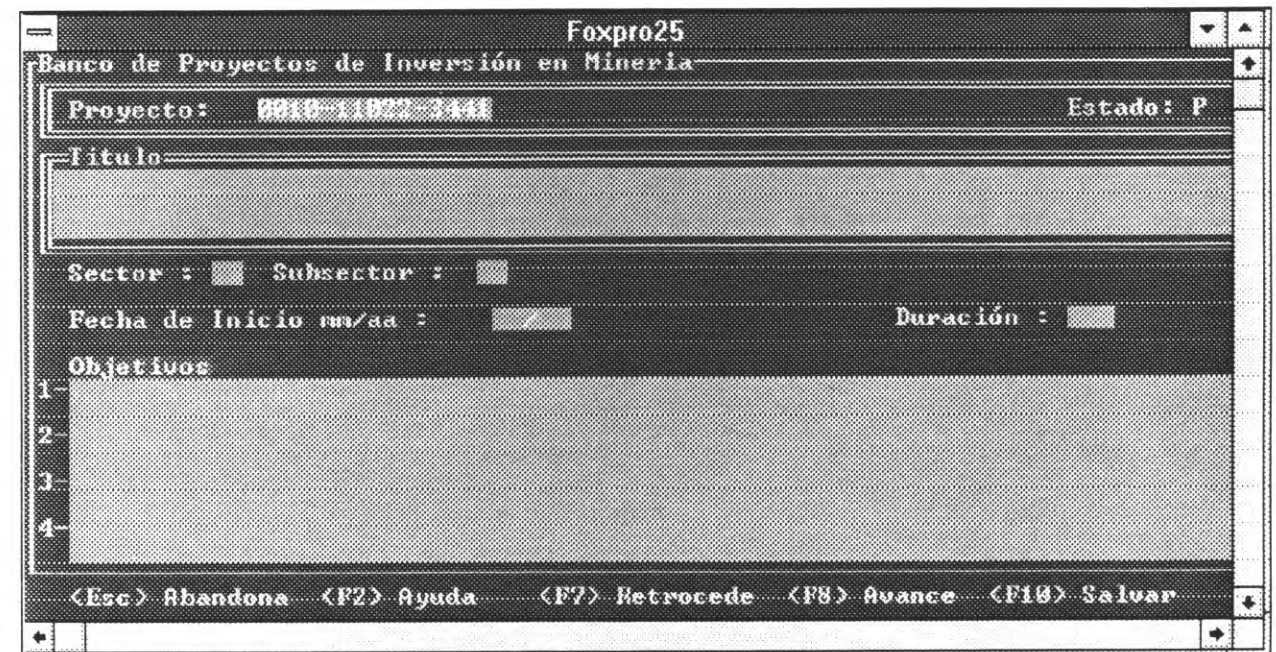 Foxpro25
Banco de Proyectos de Inversión en Mineria
Proyecto: 0010-11022-3441 Estado: P
Titulo
Sector : Subsector :
Fecha de Inicio mm/aa : / Duración :
Objetivos
1-
2-
3-
4-
<Esc> Abandona <F2> Ayuda <F7> Retrocede <F8> Avance <F10> Salvar